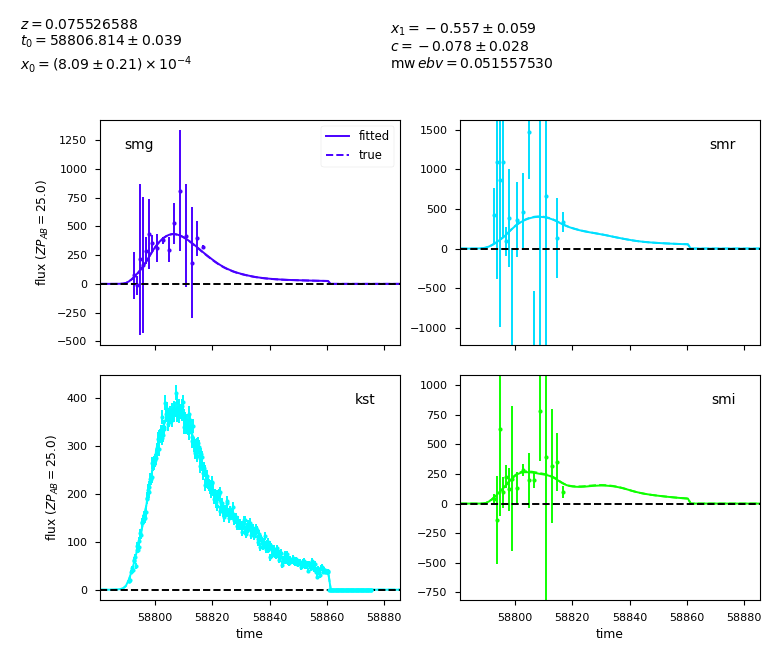 z = 0.075526588
t₀ = 58806.814 ± 0.039
x₀ = (8.09 ± 0.21) × 10⁻⁴
x₁ = −0.557 ± 0.059
c = −0.078 ± 0.028
mw ebv = 0.051557530
smg
fitted
true
flux (ZP_AB = 25.0)
1250
1000
750
500
250
0
−250
−500
smr
1500
1000
500
0
−500
−1000
kst
flux (ZP_AB = 25.0)
400
300
200
100
0
58800 58820 58840 58860 58880
time
smi
1000
750
500
250
0
−250
−500
−750
58800 58820 58840 58860 58880
time